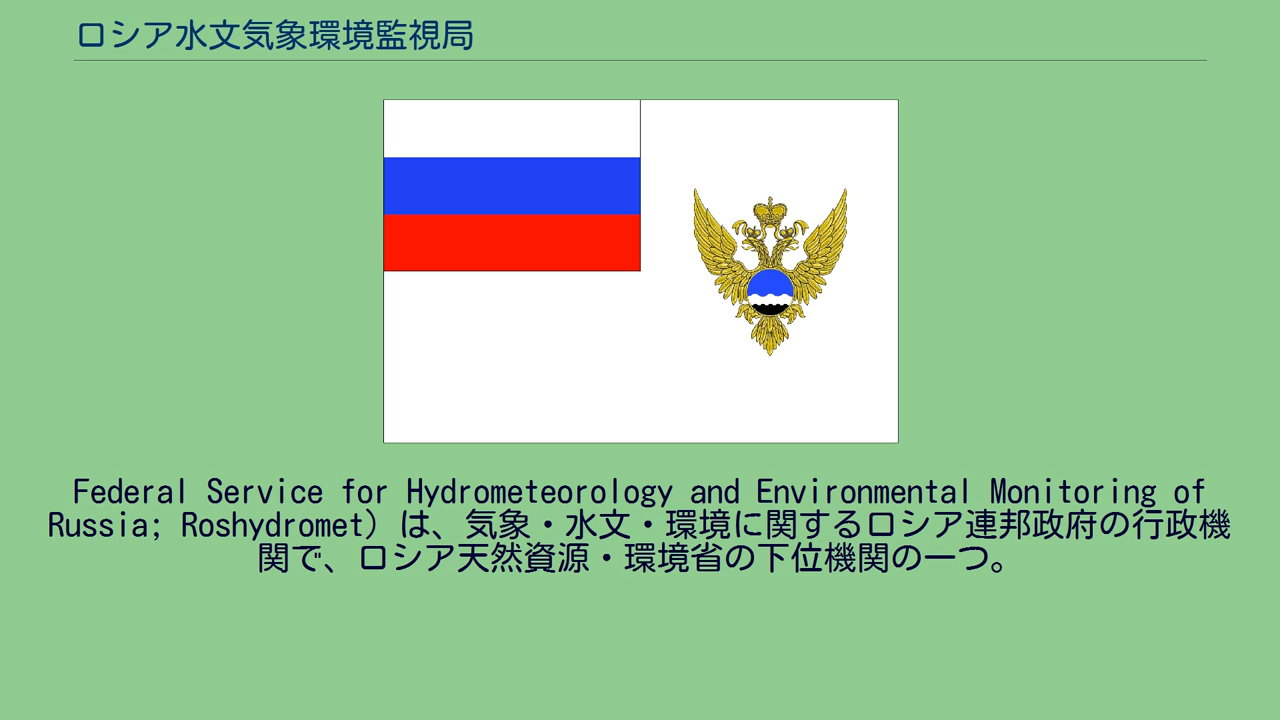 ロシア水文気象環境監視局
Federal Service for Hydrometeorology and Environmental Monitoring of
Russia; Roshydromet）は、気象・水文・環境に関するロシア連邦政府の行政機
関で、ロシア天然資源・環境省の下位機関の一つ。